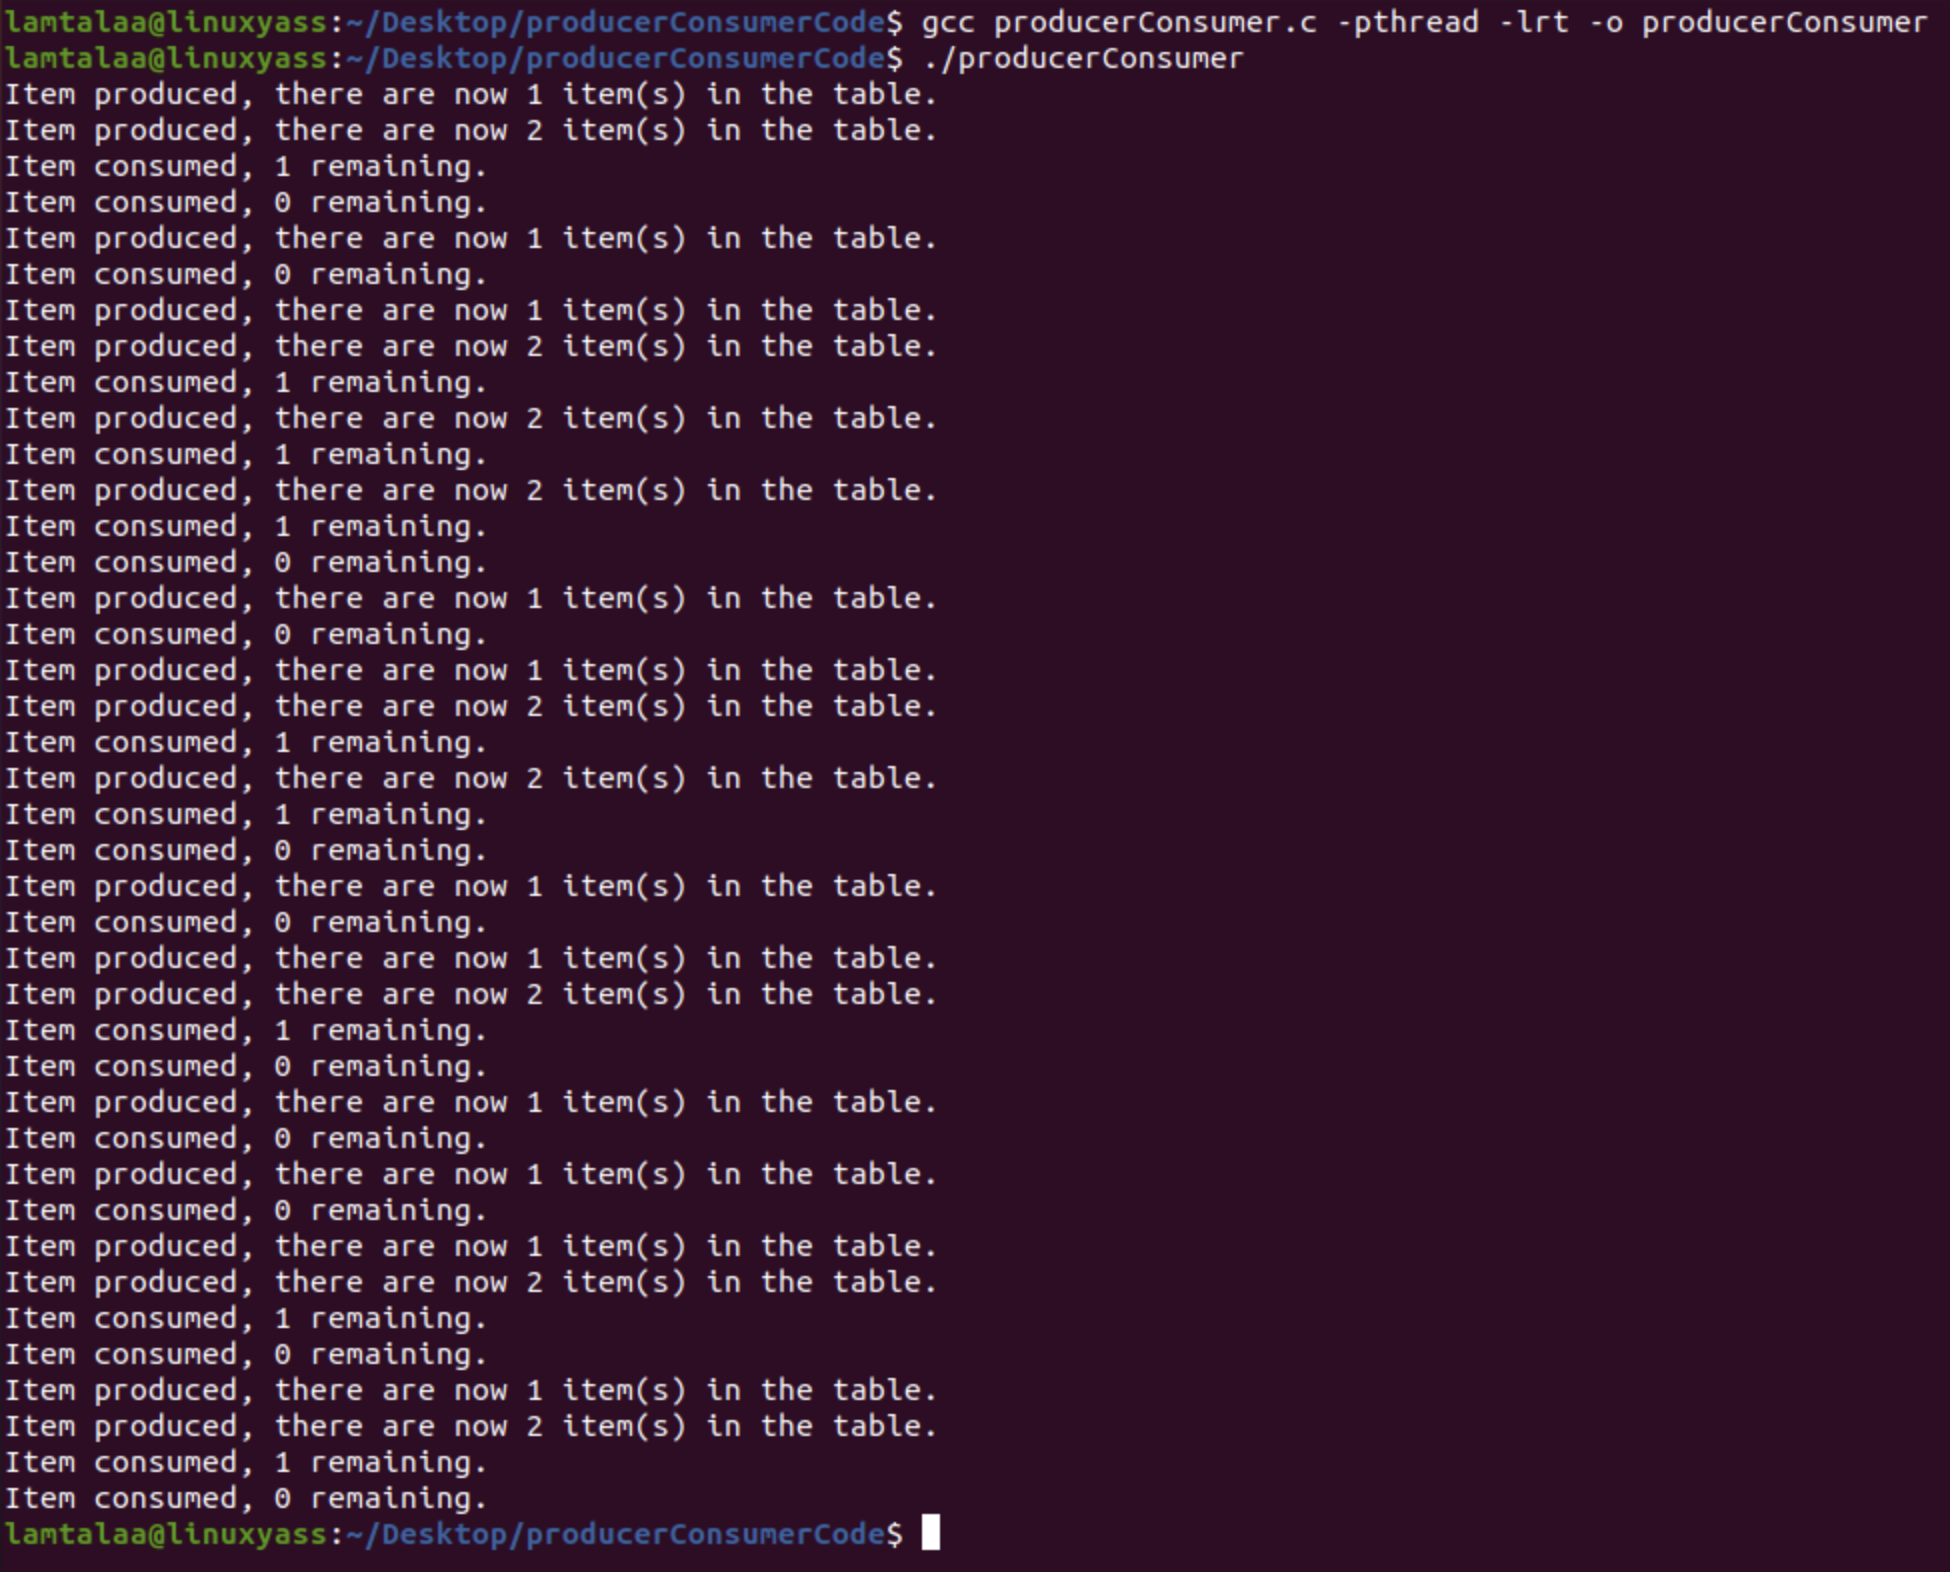 lamtalaa@linuxyass:~/Desktop/producerConsumerCode$ gcc producerConsumer.c -pthread -lrt -o producerConsumer
lamtalaa@linuxyass:~/Desktop/producerConsumerCode$ ./producerConsumer
Item produced, there are now 1 item(s) in the table.
Item produced, there are now 2 item(s) in the table.
Item consumed, 1 remaining.
Item consumed, 0 remaining.
Item produced, there are now 1 item(s) in the table.
Item consumed, 0 remaining.
Item produced, there are now 1 item(s) in the table.
Item produced, there are now 2 item(s) in the table.
Item consumed, 1 remaining.
Item produced, there are now 2 item(s) in the table.
Item consumed, 1 remaining.
Item produced, there are now 2 item(s) in the table.
Item consumed, 1 remaining.
Item consumed, 0 remaining.
Item produced, there are now 1 item(s) in the table.
Item consumed, 0 remaining.
Item produced, there are now 1 item(s) in the table.
Item produced, there are now 2 item(s) in the table.
Item consumed, 1 remaining.
Item produced, there are now 2 item(s) in the table.
Item consumed, 1 remaining.
Item consumed, 0 remaining.
Item produced, there are now 1 item(s) in the table.
Item consumed, 0 remaining.
Item produced, there are now 1 item(s) in the table.
Item produced, there are now 2 item(s) in the table.
Item consumed, 1 remaining.
Item consumed, 0 remaining.
Item produced, there are now 1 item(s) in the table.
Item consumed, 0 remaining.
Item produced, there are now 1 item(s) in the table.
Item consumed, 0 remaining.
Item produced, there are now 1 item(s) in the table.
Item produced, there are now 2 item(s) in the table.
Item consumed, 1 remaining.
Item consumed, 0 remaining.
Item produced, there are now 1 item(s) in the table.
Item produced, there are now 2 item(s) in the table.
Item consumed, 1 remaining.
Item consumed, 0 remaining.
lamtalaa@linuxyass:~/Desktop/producerConsumerCode$